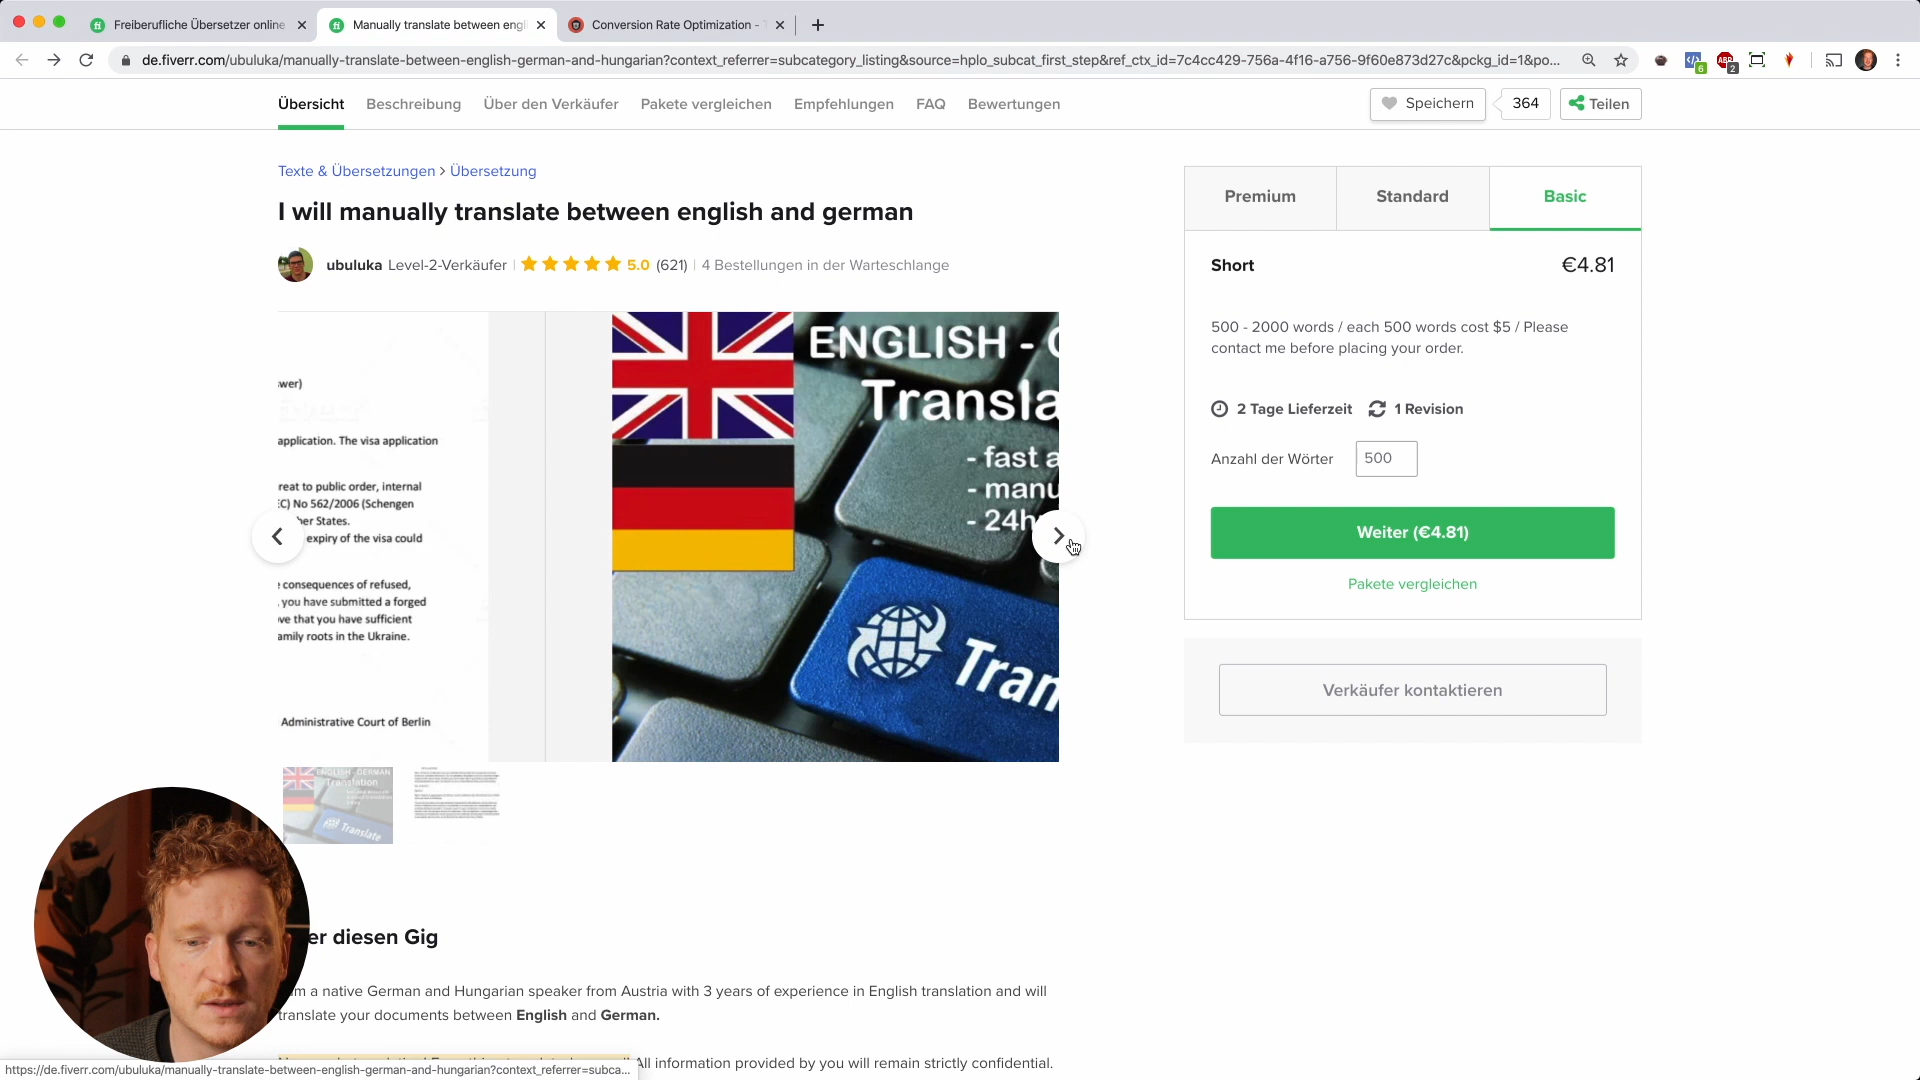 Freiberufliche Übersetzer online
Manually translate between engl
Conversion Rate Optimization -
de.fiverr.com/ubuluka/manually-translate-between-english-german-and-hungarian?context_referrer=subcategory_listing&source=hplo_subcat_first_step&ref_ctx_id=7c4cc429-756a-4f16-a756-9f60e873d27c&pckg_id=1&po...
6
ABP
2
Übersicht
Beschreibung
Über den Verkäufer
Pakete vergleichen
Empfehlungen
FAQ
Bewertungen
Speichern
364
Teilen
Texte & Übersetzungen > Übersetzung
I will manually translate between english and german
ubuluka Level-2-Verkäufer | 5.0 (621) | 4 Bestellungen in der Warteschlange
wer)
application. The visa application
reat to public order, internal
EC) No 562/2006 (Schengen
her States.
expiry of the visa could
e consequences of refused,
, you have submitted a forged
ve that you have sufficient
amily roots in the Ukraine.
Administrative Court of Berlin
ENGLISH - G
Transla
- fast a
- manu
- 24h
Tran
ENGLISH - GERMAN
Translation
Translate
Premium
Standard
Basic
Short
€4.81
500 - 2000 words / each 500 words cost $5 / Please
contact me before placing your order.
2 Tage Lieferzeit
1 Revision
Anzahl der Wörter
500
Weiter (€4.81)
Pakete vergleichen
Verkäufer kontaktieren
er diesen Gig
m a native German and Hungarian speaker from Austria with 3 years of experience in English translation and will
translate your documents between English and German.
All information provided by you will remain strictly confidential.
https://de.fiverr.com/ubuluka/manually-translate-between-english-german-and-hungarian?context_referrer=subca...